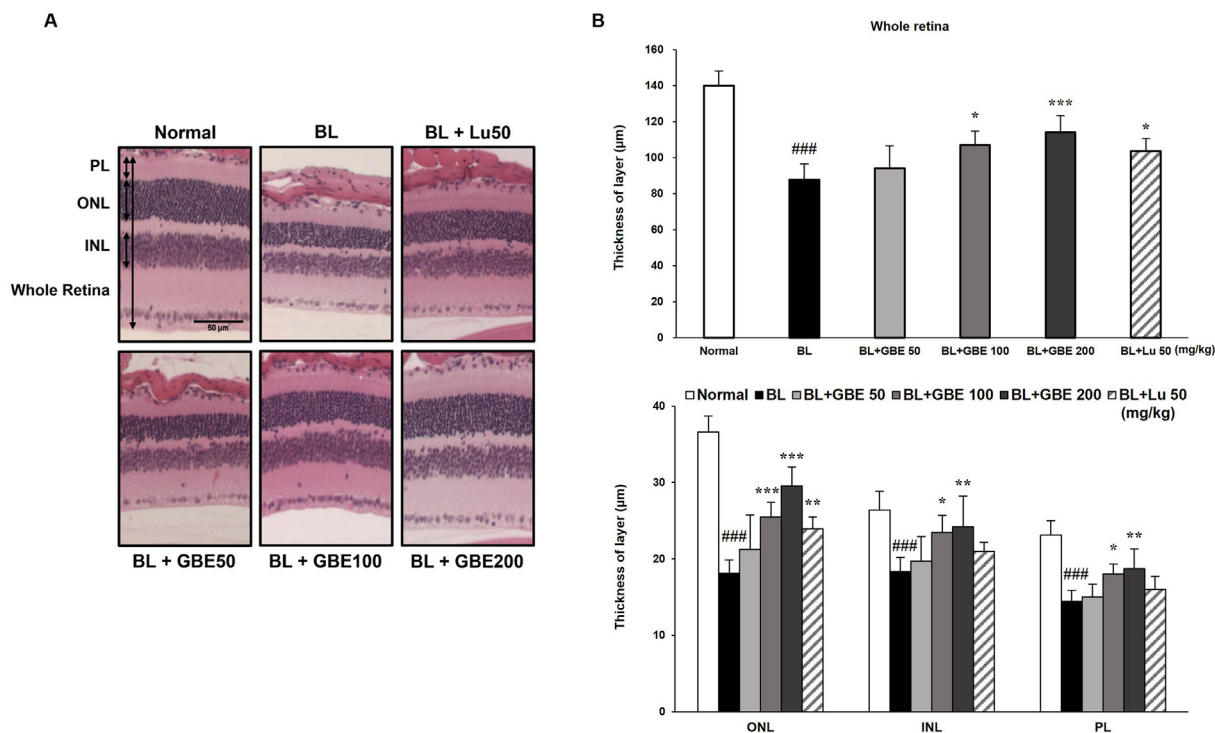 A
Normal BL BL + Lu50
PL
ONL
INL
Whole Retina
50 μm
BL + GBE50 BL + GBE100 BL + GBE200
B
Whole retina
Thickness of layer (μm)
160
140
120
100
80
60
40
20
0
###
*
***
*
Normal BL BL+GBE 50 BL+GBE 100 BL+GBE 200 BL+Lu 50 (mg/kg)
Normal BL BL+GBE 50 BL+GBE 100 BL+GBE 200 BL+Lu 50
(mg/kg)
Thickness of layer (μm)
40
30
20
10
0
### *** *** **
### * **
### * **
ONL INL PL